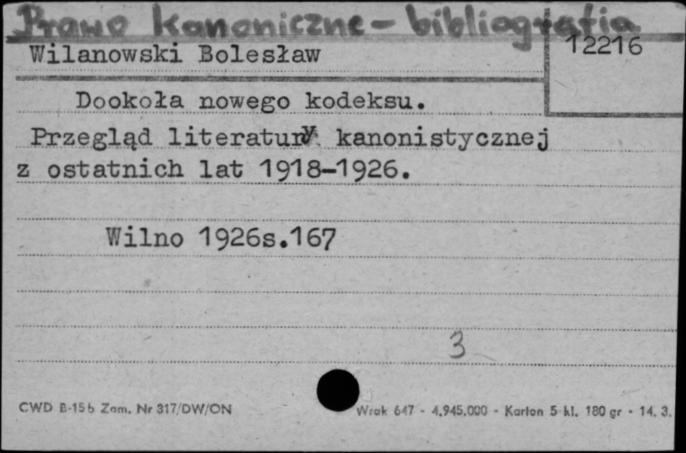 Prawo Kanoniczne - bibliografia
Wilanowski Bolesław
12216
Dookoła nowego kodeksu.
Przegląd literatury kanonistycznej
z ostatnich lat 1918-1926.
Wilno 1926s.167
3
CWD B-15b Zam. Nr 317/DW/ON
Wrak 647 - 4.945.000 - Karton 5 kl. 180 gr - 14. 3.